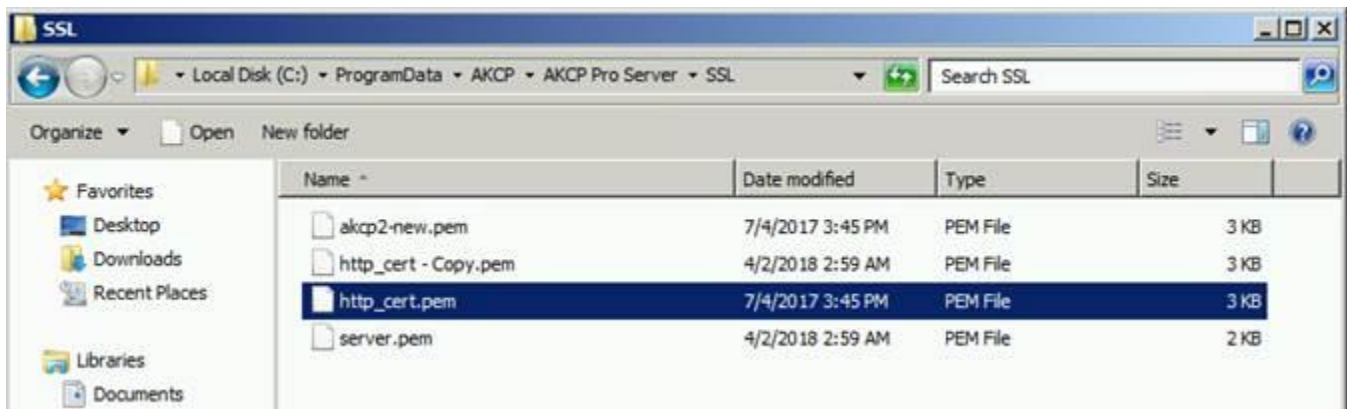 SSL
Local Disk (C:) ProgramData AKCP AKCP Pro Server SSL Search SSL
Organize Open New folder
Favorites
Desktop
Downloads
Recent Places
Libraries
Documents
Name Date modified Type Size
akcp2-new.pem 7/4/2017 3:45 PM PEM File 3 KB
http_cert - Copy.pem 4/2/2018 2:59 AM PEM File 3 KB
http_cert.pem 7/4/2017 3:45 PM PEM File 3 KB
server.pem 4/2/2018 2:59 AM PEM File 2 KB